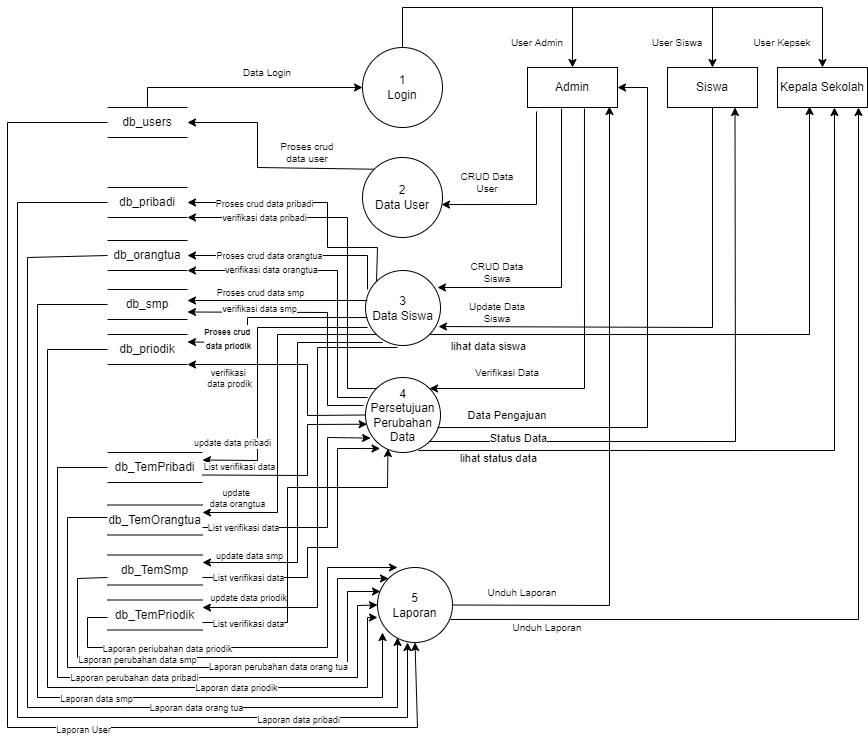 User Admin
User Siswa
User Kepsek
Data Login
1
Login
Admin
Siswa
Kepala Sekolah
db_users
Proses crud
data user
CRUD Data
User
2
Data User
db_pribadi
Proses crud data pribadi
verifikasi data pribadi
db_orangtua
Proses crud data orangtua
verifikasi data orangtua
CRUD Data
Siswa
db_smp
Proses crud data smp
verifikasi data smp
3
Data Siswa
Update Data
Siswa
db_priodik
Proses crud
data priodik
lihat data siswa
verifikasi
data prodik
Verifikasi Data
4
Persetujuan
Perubahan
Data
Data Pengajuan
Status Data
lihat status data
update data pribadi
db_TemPribadi
List verifikasi data
update
data orangtua
db_TemOrangtua
List verifikasi data
update data smp
db_TemSmp
List verifikasi data
update data priodik
db_TemPriodik
List verifikasi data
5
Laporan
Unduh Laporan
Unduh Laporan
Laporan periubahan data priodik
Laporan perubahan data smp
Laporan perubahan data orang tua
Laporan perubahan data pribadi
Laporan data priodik
Laporan data smp
Laporan data orang tua
Laporan data pribadi
Laporan User